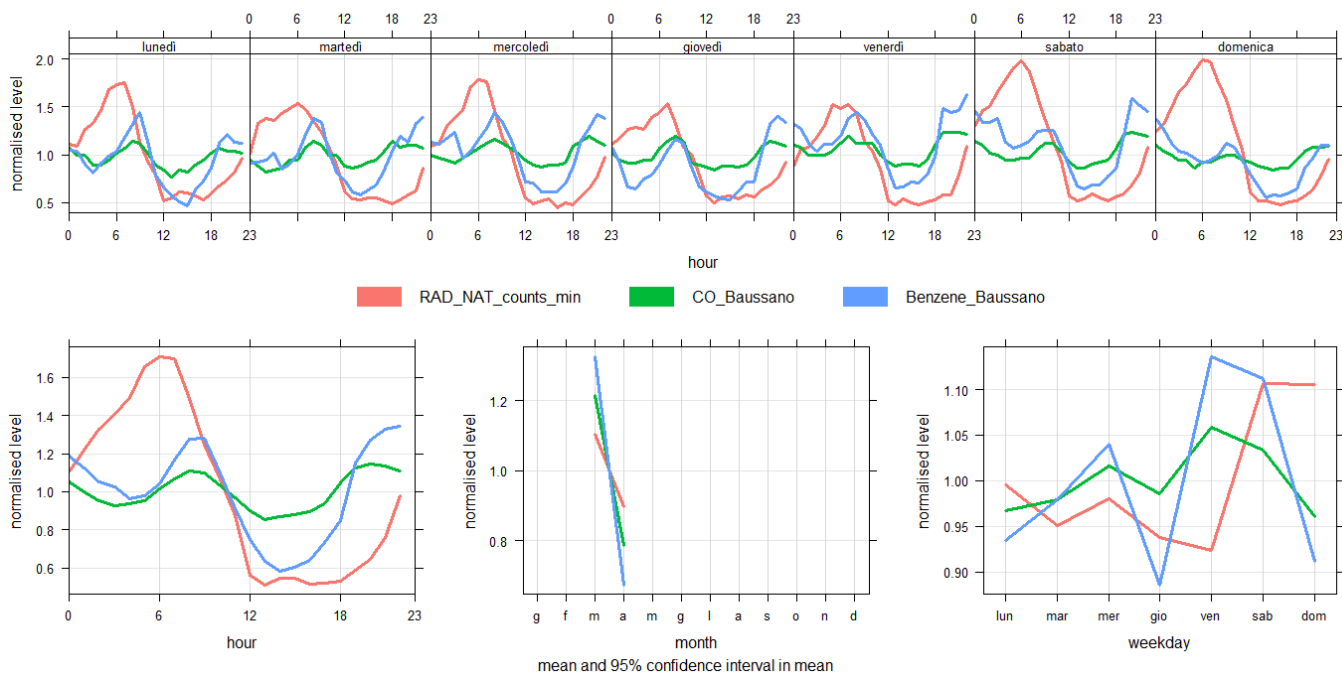 0 6 12 18 23 0 6 12 18 23 0 6 12 18 23
lunedì martedì mercoledì giovedì venerdì sabato domenica
normalised level
2.0
1.5
1.0
0.5
0 6 12 18 23 0 6 12 18 23 0 6 12 18 23 0 6 12 18 23
hour
RAD_NAT_counts_min CO_Baussano Benzene_Baussano
normalised level
1.6
1.4
1.2
1.0
0.8
0.6
0 6 12 18 23
hour
normalised level
1.2
1.0
0.8
g f m a m g l a s o n d
month
normalised level
1.10
1.05
1.00
0.95
0.90
lun mar mer gio ven sab dom
weekday
mean and 95% confidence interval in mean